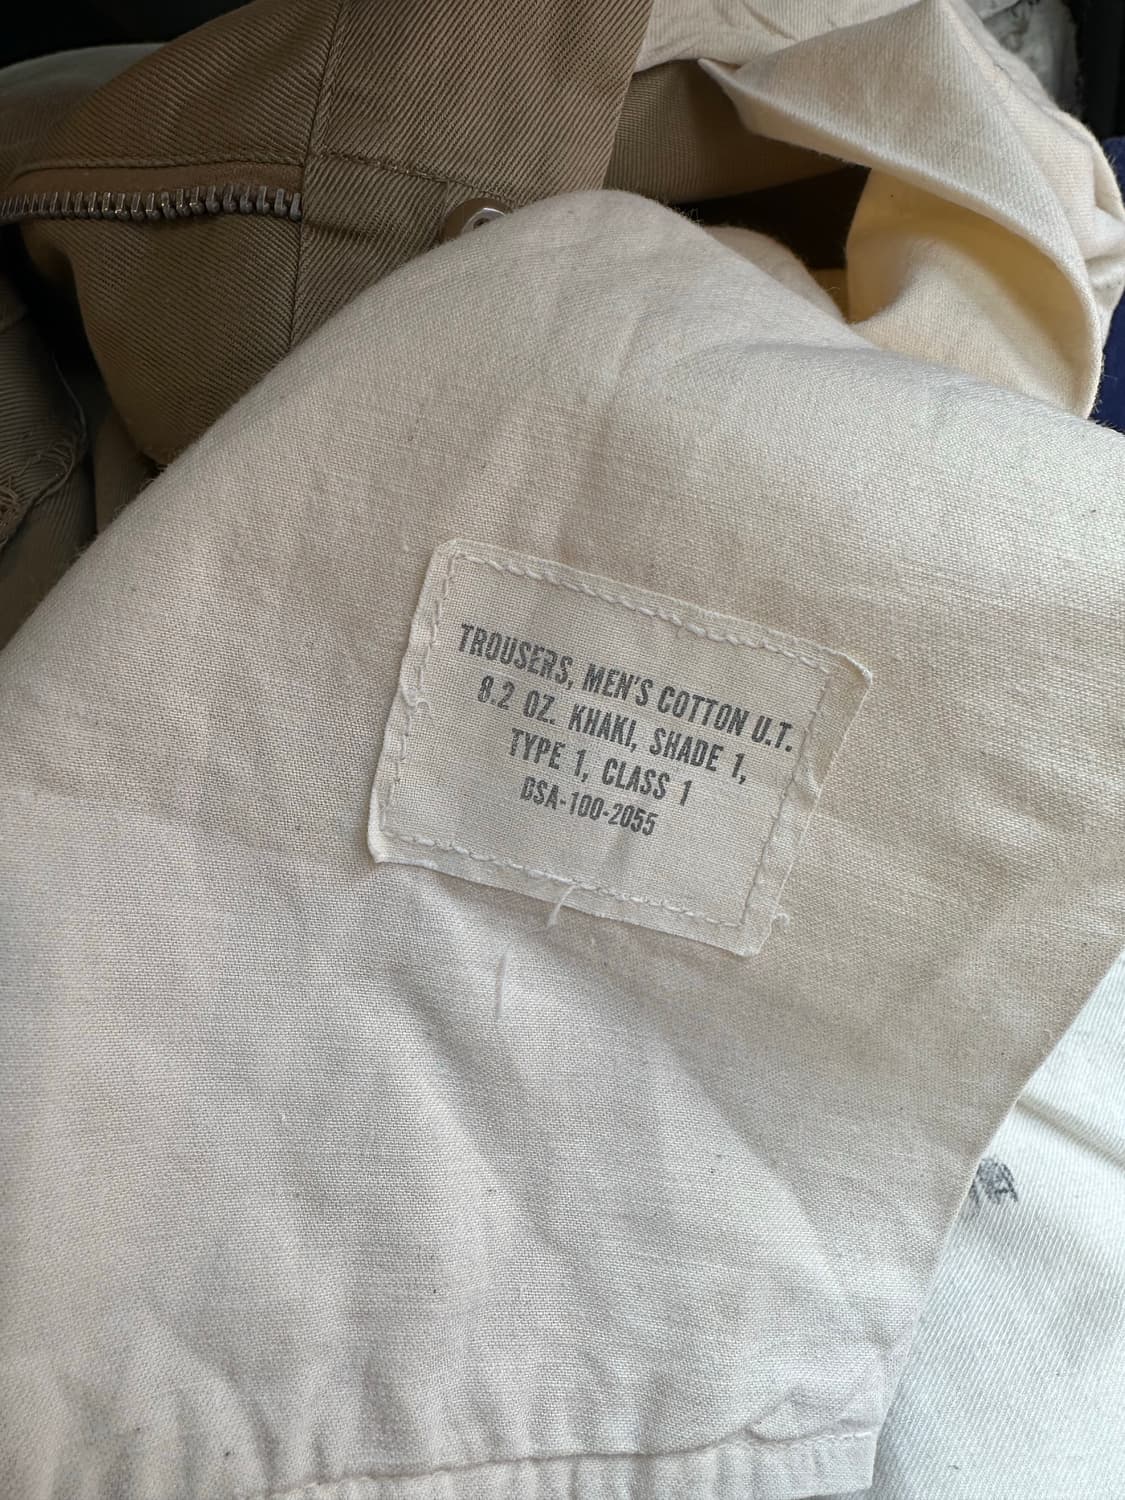 TROUSERS, MEN'S COTTON U.T.
8.2 OZ. KHAKI, SHADE 1,
TYPE 1, CLASS 1
DSA-100-2055